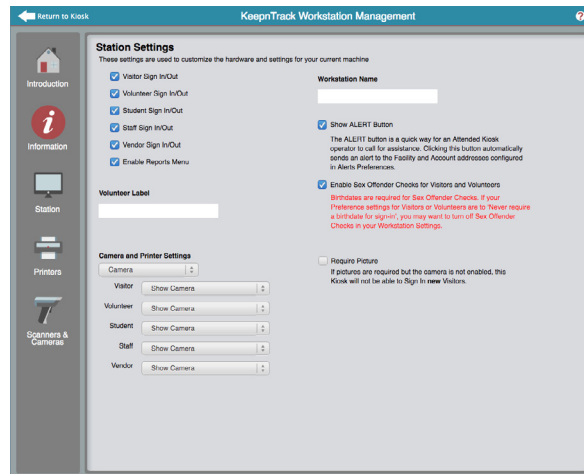 Return to Kiosk
KeepnTrack Workstation Management
?
Introduction
Information
Station
Printers
Scanners &
Cameras
Station Settings
These settings are used to customize the hardware and settings for your current machine
Visitor Sign In/Out
Volunteer Sign In/Out
Student Sign In/Out
Staff Sign In/Out
Vendor Sign In/Out
Enable Reports Menu
Volunteer Label
Camera and Printer Settings
Camera
Visitor Show Camera
Volunteer Show Camera
Student Show Camera
Staff Show Camera
Vendor Show Camera
Workstation Name
Show ALERT Button
The ALERT button is a quick way for an Attended Kiosk
operator to call for assistance. Clicking this button automatically
sends an alert to the Facility and Account addresses configured
in Alerts Preferences.
Enable Sex Offender Checks for Visitors and Volunteers
Birthdates are required for Sex Offender Checks. If your
Preference settings for Visitors or Volunteers are to 'Never require
a birthdate for sign-in', you may want to turn off Sex Offender
Checks in your Workstation Settings.
Require Picture
If pictures are required but the camera is not enabled, this
Kiosk will not be able to Sign In new Visitors.